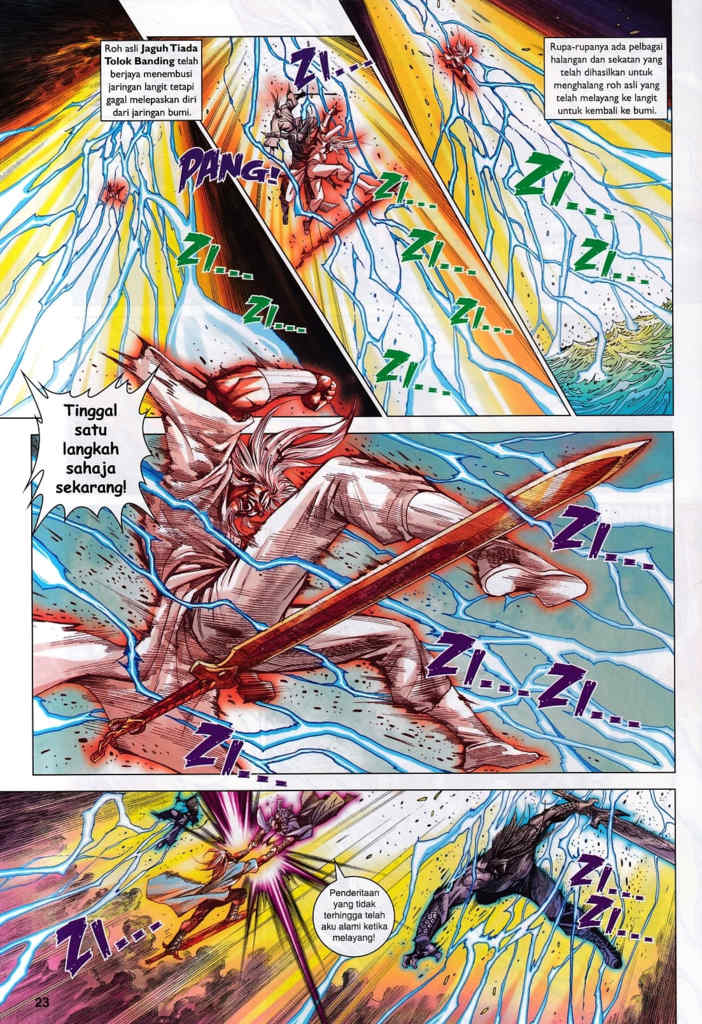 Roh asli Jaguh Tiada
Tolok Banding telah
berjaya menembusi
jaringan langit tetapi
gagal melepaskan diri
dari jaringan bumi.
ZI...
Rupa-rupanya ada pelbagai
halangan dan sekatan yang
telah dihasilkan untuk
menghalang roh asli yang
telah melayang ke langit
untuk kembali ke bumi.
PANG!
ZI...
ZI...
ZI...
ZI...
ZI...
ZI...
ZI...
ZI...
Tinggal
satu
langkah
sahaja
sekarang!
ZI...
ZI...
ZI...
ZI...
Penderitaan
yang tidak
terhingga telah
aku alami ketika
melayang!
ZI...
ZI...
ZI...
23